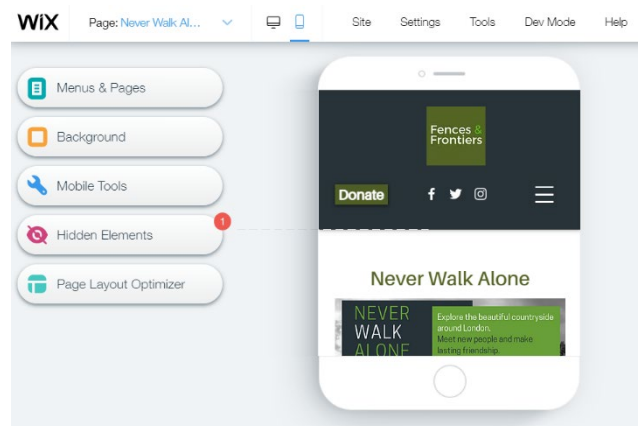 WiX Page: Never Walk Al... Site Settings Tools Dev Mode Help
Menus & Pages
Background
Mobile Tools
1
Hidden Elements
Page Layout Optimizer
Fences &
Frontiers
Donate
Never Walk Alone
NEVER
WALK
ALONE
Explore the beautiful countryside
around London.
Meet new people and make
lasting friendship.